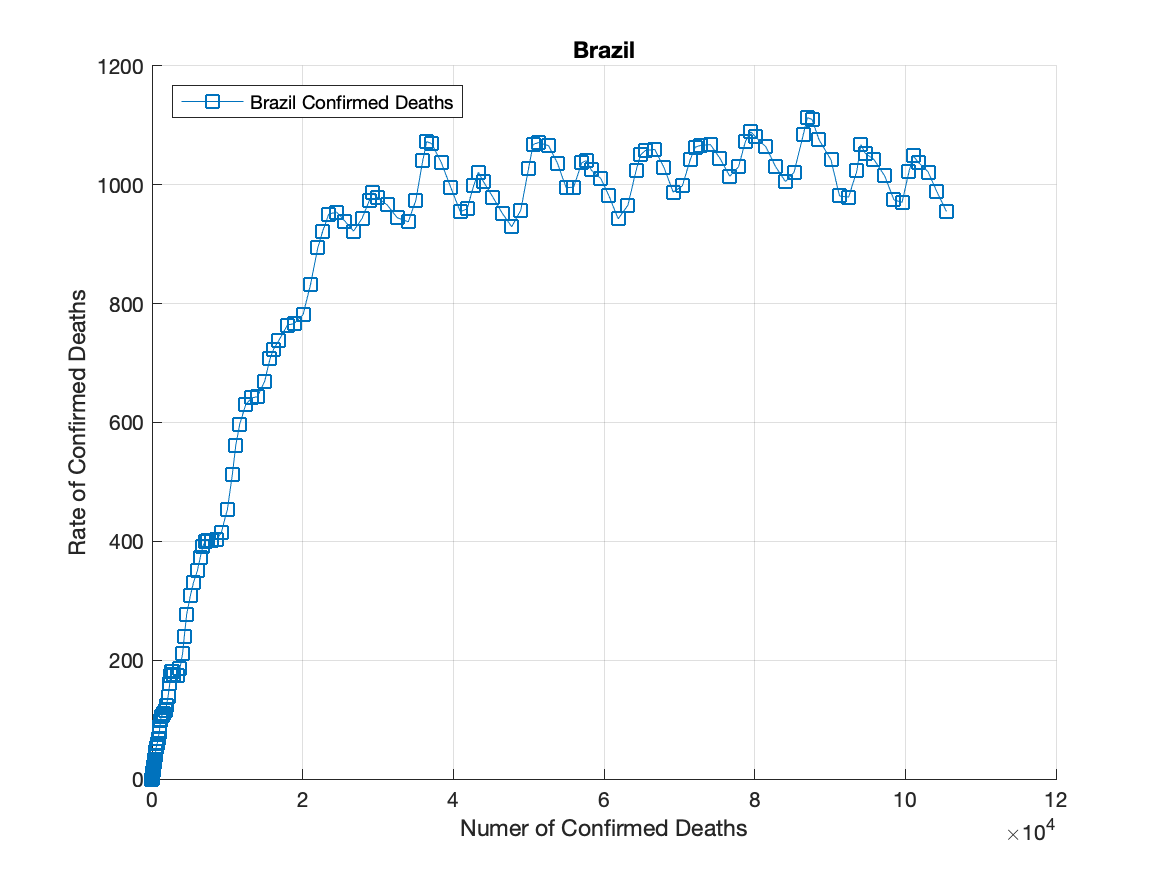 Brazil
Brazil Confirmed Deaths
1200
1000
800
600
400
200
0
Rate of Confirmed Deaths
0 2 4 6 8 10 12
×10^4
Numer of Confirmed Deaths